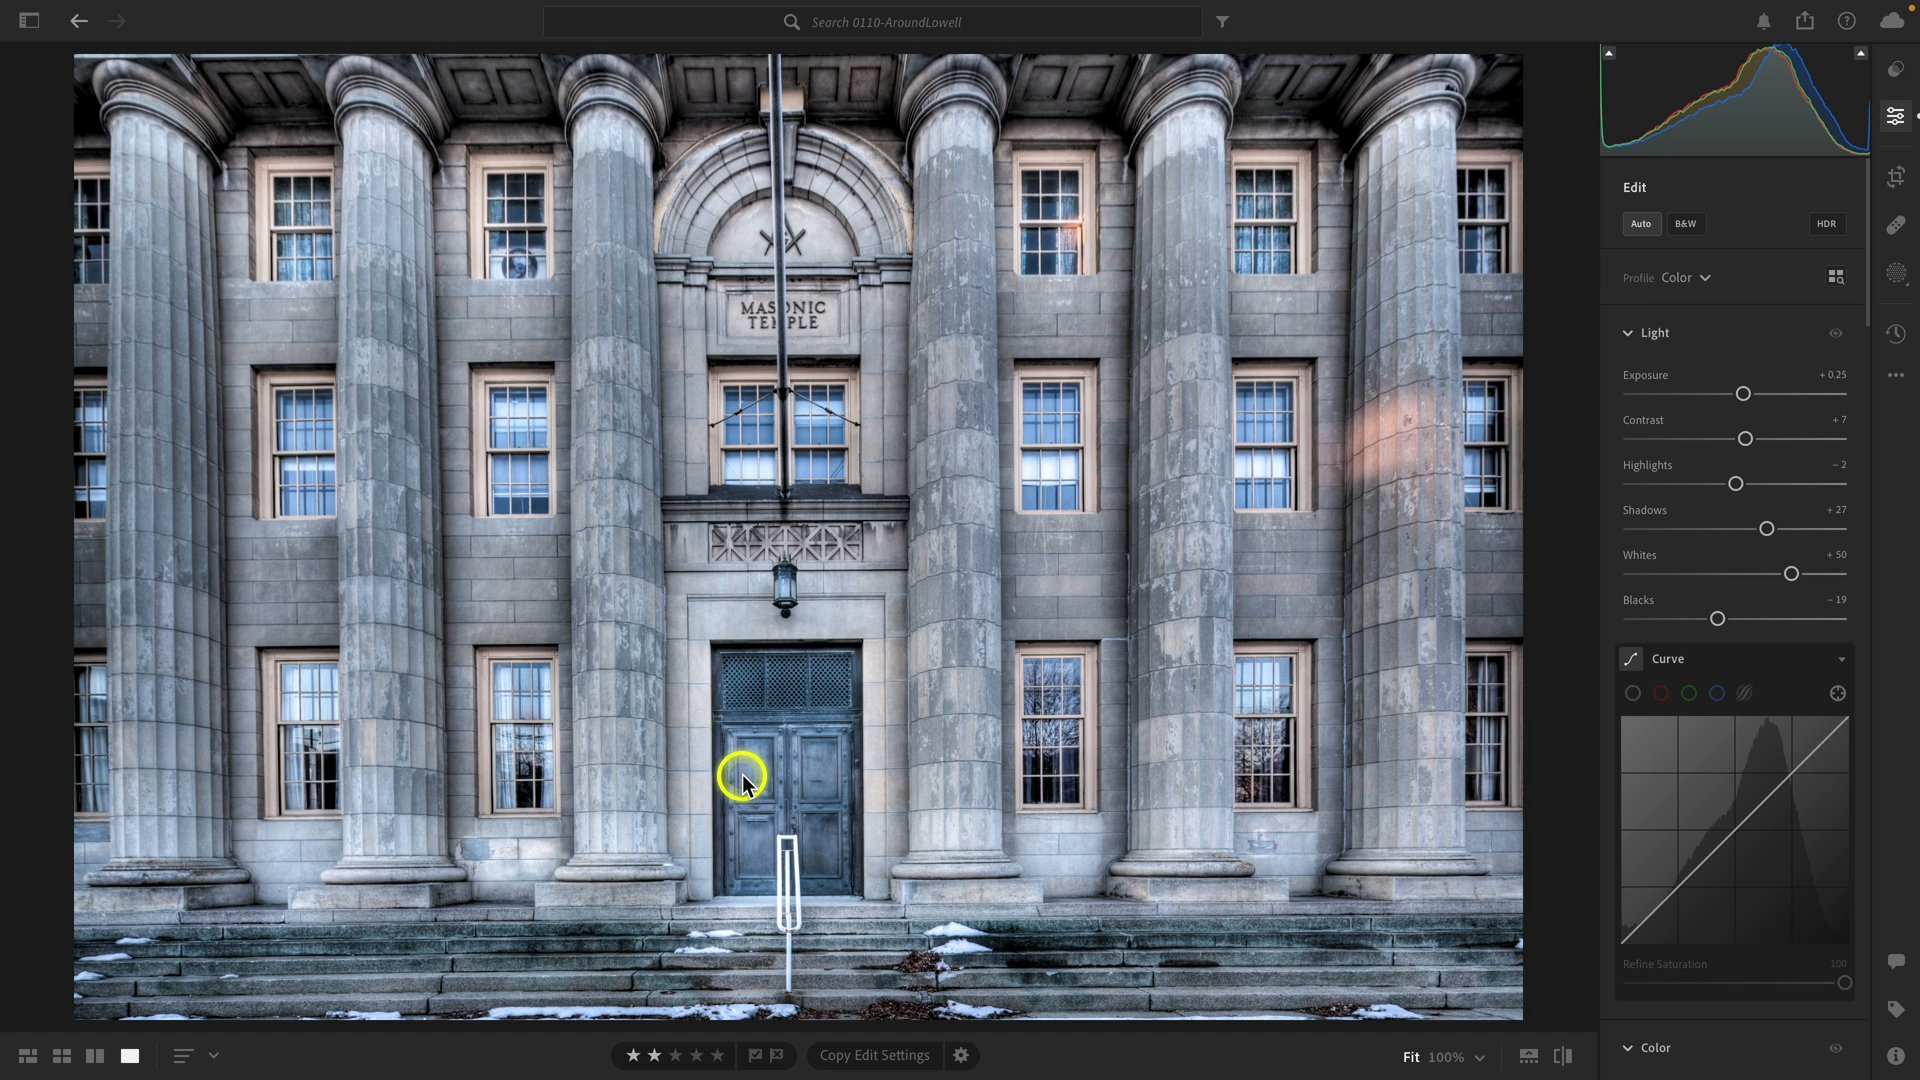 Search 0110-AroundLowell
MASONIC
TEMPLE
Edit
Auto B&W HDR
Profile Color
Light
Exposure + 0.25
Contrast + 7
Highlights – 2
Shadows + 27
Whites + 50
Blacks – 19
Curve
Refine Saturation 100
Color
Copy Edit Settings
Fit 100%